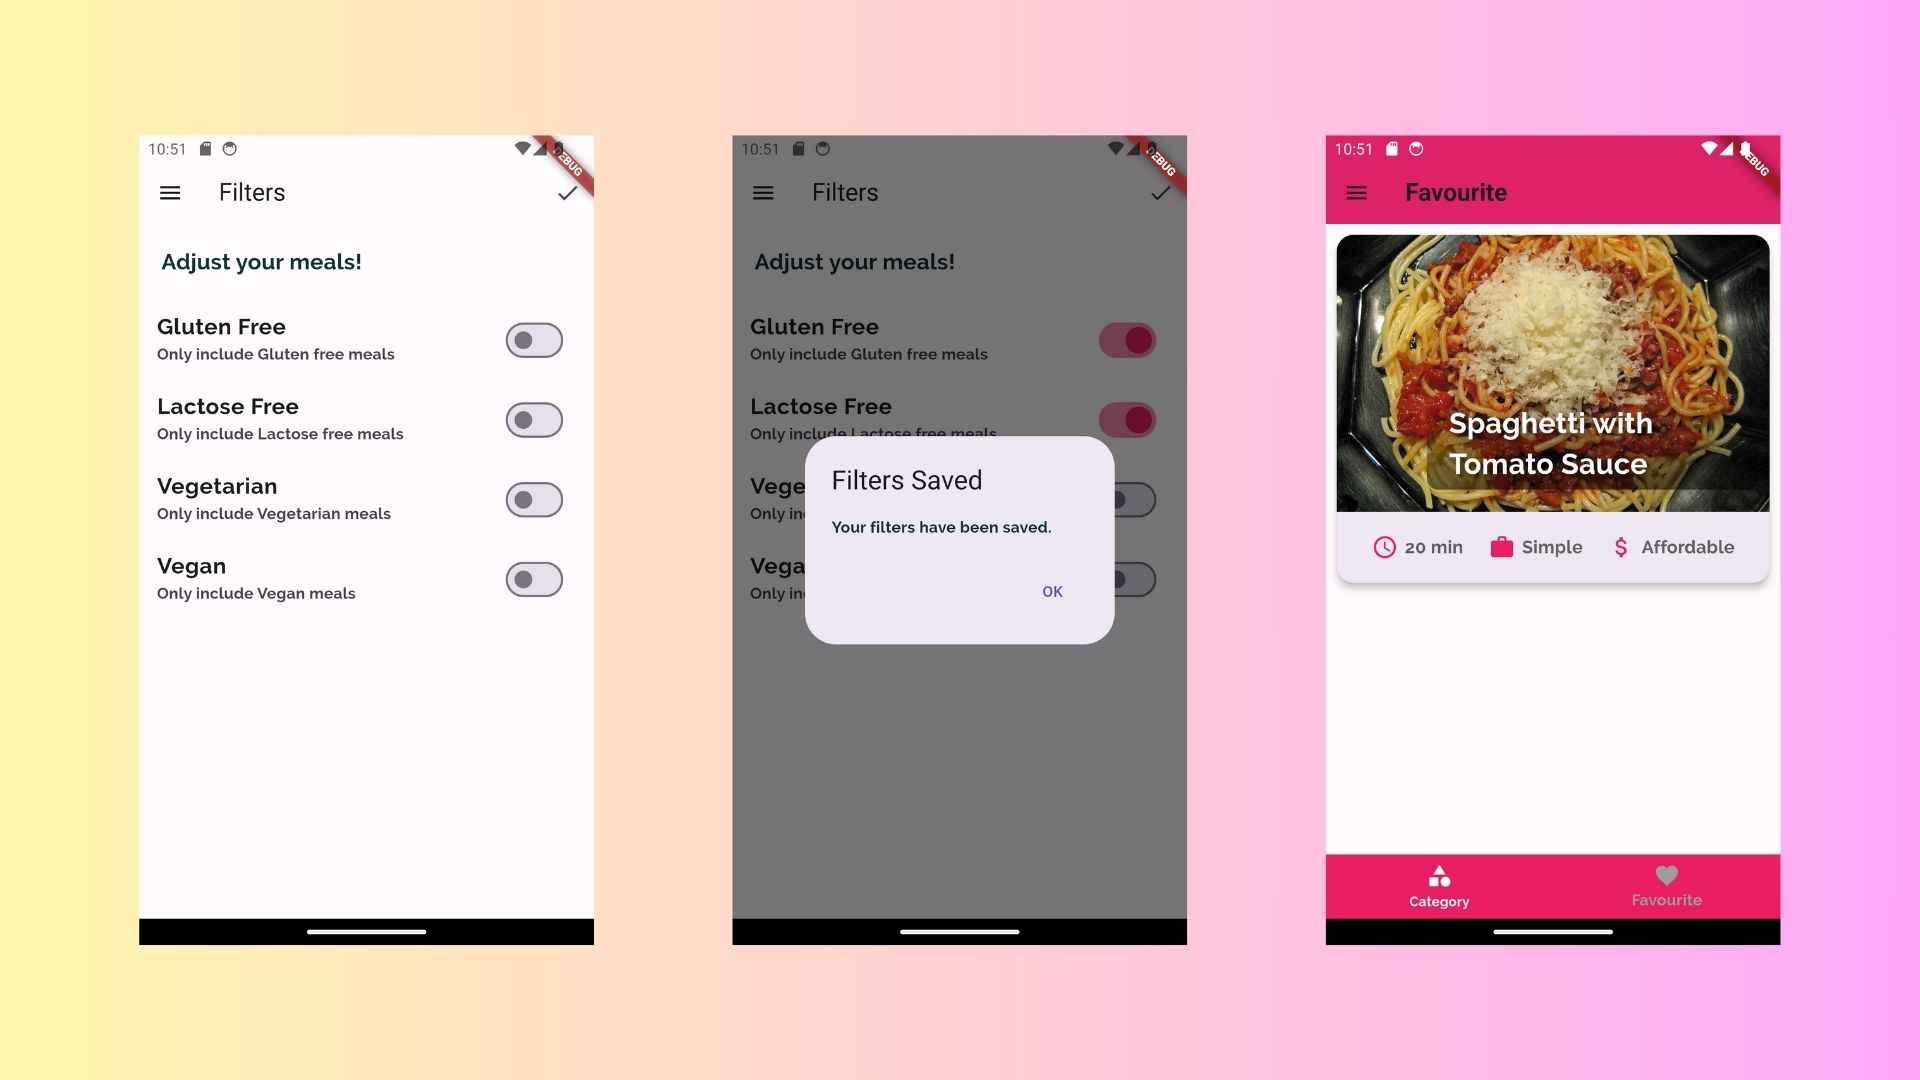 10:51
DEBUG
Filters
Adjust your meals!
Gluten Free
Only include Gluten free meals
Lactose Free
Only include Lactose free meals
Vegetarian
Only include Vegetarian meals
Vegan
Only include Vegan meals
10:51
DEBUG
Filters
Adjust your meals!
Gluten Free
Only include Gluten free meals
Lactose Free
Only include Lactose free meals
Vege
Only in
Vega
Only in
Filters Saved
Your filters have been saved.
OK
10:51
DEBUG
Favourite
Spaghetti with
Tomato Sauce
20 min Simple Affordable
Category Favourite